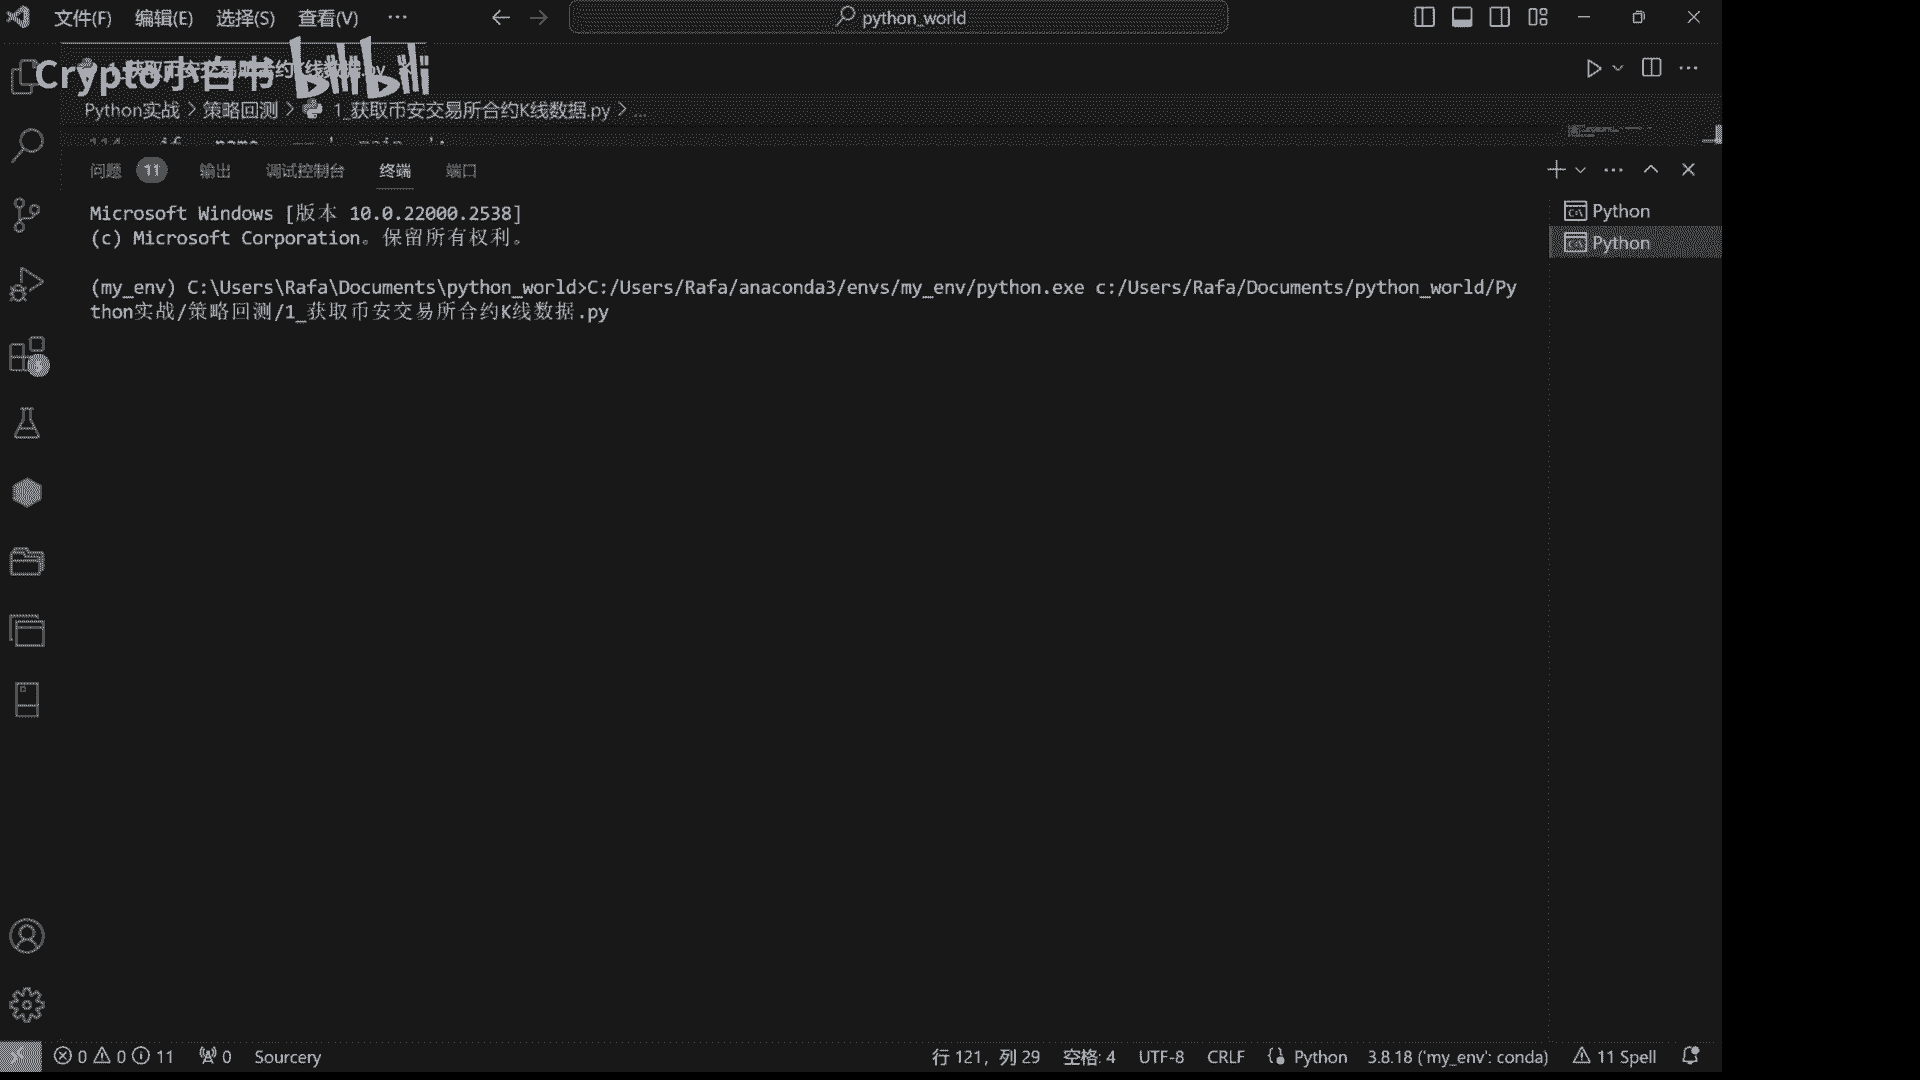 文件(F) 编辑(E) 选择(S) 查看(V) ··· python_world
Crypto小白书 bilibili
Python实战 > 策略回测 > 1_获取币安交易所合约K线数据.py > ...
问题 11 输出 调试控制台 终端 端口
Microsoft Windows [版本 10.0.22000.2538]
(c) Microsoft Corporation。保留所有权利。
(my_env) C:\Users\Rafa\Documents\python_world>C:/Users/Rafa/anaconda3/envs/my_env/python.exe c:/Users/Rafa/Documents/python_world/Py
thon实战/策略回测/1_获取币安交易所合约K线数据.py
Python
Python
0 0 11 0 Sourcery 行 121，列 29 空格: 4 UTF-8 CRLF Python 3.8.18 ('my_env': conda) 11 Spell